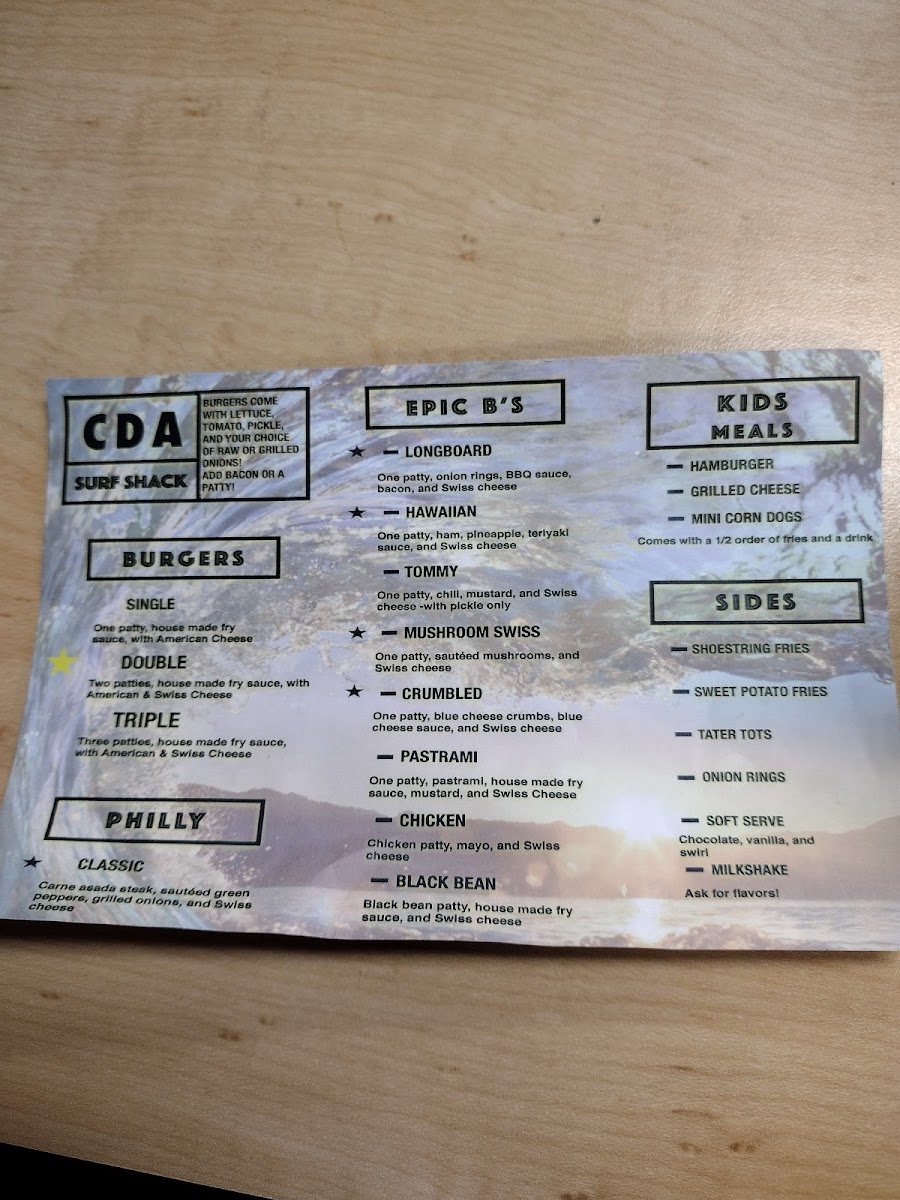 CDA
SURF SHACK
BURGERS COME
WITH LETTUCE,
TOMATO, PICKLE,
AND YOUR CHOICE
OF RAW OR GRILLED
ONIONS!
ADD BACON OR A
PATTY!
BURGERS
SINGLE
One patty, house made fry
sauce, with American Cheese
DOUBLE
Two patties, house made fry sauce, with
American & Swiss Cheese
TRIPLE
Three patties, house made fry sauce,
with American & Swiss Cheese
PHILLY
CLASSIC
Carne asada steak, sautéed green
peppers, grilled onions, and Swiss
cheese
EPIC B'S
— LONGBOARD
One patty, onion rings, BBQ sauce,
bacon, and Swiss cheese
— HAWAIIAN
One patty, ham, pineapple, teriyaki
sauce, and Swiss cheese
— TOMMY
One patty, chili, mustard, and Swiss
cheese -with pickle only
— MUSHROOM SWISS
One patty, sautéed mushrooms, and
Swiss cheese
— CRUMBLED
One patty, blue cheese crumbs, blue
cheese sauce, and Swiss cheese
— PASTRAMI
One patty, pastrami, house made fry
sauce, mustard, and Swiss Cheese
— CHICKEN
Chicken patty, mayo, and Swiss
cheese
— BLACK BEAN
Black bean patty, house made fry
sauce, and Swiss cheese
KIDS
MEALS
— HAMBURGER
— GRILLED CHEESE
— MINI CORN DOGS
Comes with a 1/2 order of fries and a drink
SIDES
— SHOESTRING FRIES
— SWEET POTATO FRIES
— TATER TOTS
— ONION RINGS
— SOFT SERVE
Chocolate, vanilla, and
swirl
— MILKSHAKE
Ask for flavors!